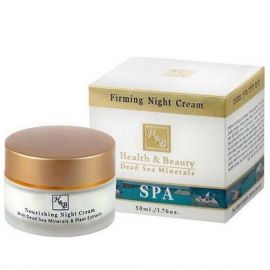 Firming Night Cream
H&B
Health & Beauty
Dead Sea Minerals
SPA
50ml./1.76oz.
H&B
Nourishing Night Cream
With Dead Sea Minerals & Plant Extracts